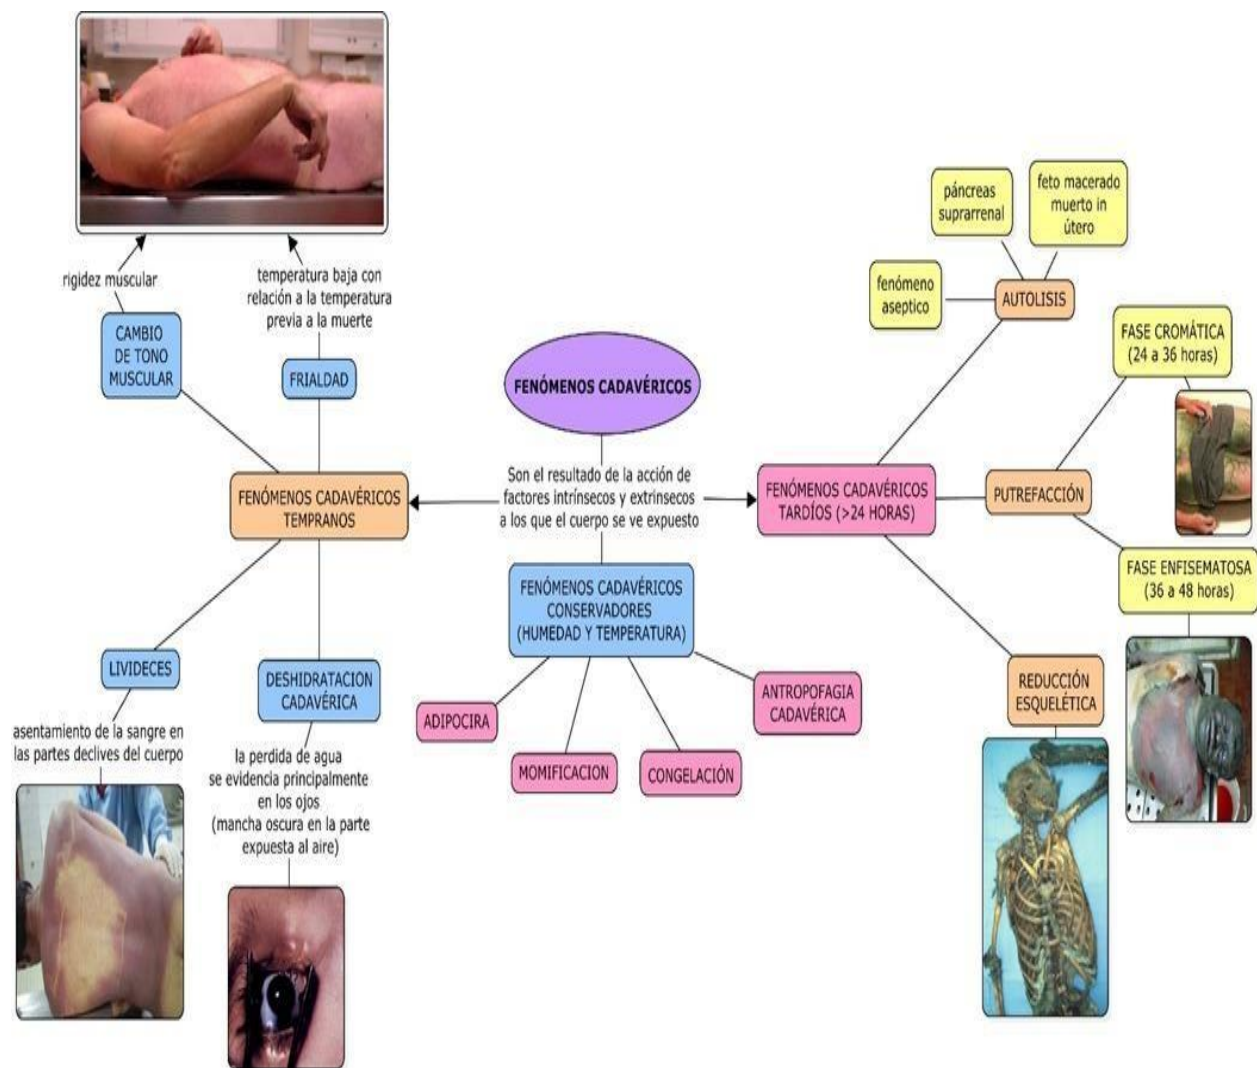 rigidez muscular
temperatura baja con
relación a la temperatura
previa a la muerte
CAMBIO
DE TONO
MUSCULAR
FRIALDAD
FENÓMENOS CADAVÉRICOS
TEMPRANOS
LIVIDECES
asentamiento de la sangre en
las partes declives del cuerpo
DESHIDRATACION
CADAVÉRICA
la perdida de agua
se evidencia principalmente
en los ojos
(mancha oscura en la parte
expuesta al aire)
FENÓMENOS CADAVÉRICOS
Son el resultado de la acción de
factores intrínsecos y extrinsecos
a los que el cuerpo se ve expuesto
FENÓMENOS CADAVÉRICOS
CONSERVADORES
(HUMEDAD Y TEMPERATURA)
ADIPOCIRA
MOMIFICACION
CONGELACIÓN
ANTROPOFAGIA
CADAVÉRICA
FENÓMENOS CADAVÉRICOS
TARDÍOS (>24 HORAS)
páncreas
suprarrenal
feto macerado
muerto in
útero
fenómeno
aseptico
AUTOLISIS
FASE CROMÁTICA
(24 a 36 horas)
PUTREFACCIÓN
FASE ENFISEMATOSA
(36 a 48 horas)
REDUCCIÓN
ESQUELÉTICA